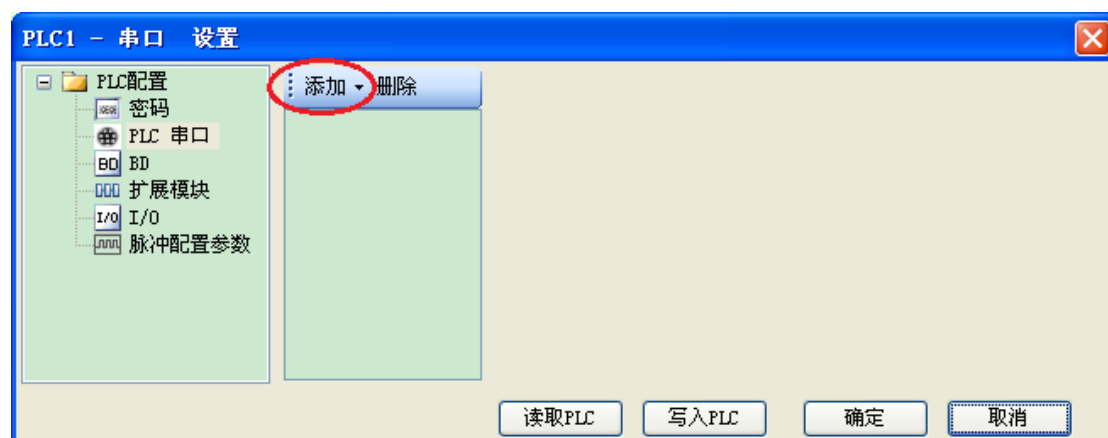 PLC1 - 串口 设置
PLC配置
密码
PLC 串口
BD BD
扩展模块
I/O I/O
脉冲配置参数
添加 删除
读取PLC 写入PLC 确定 取消